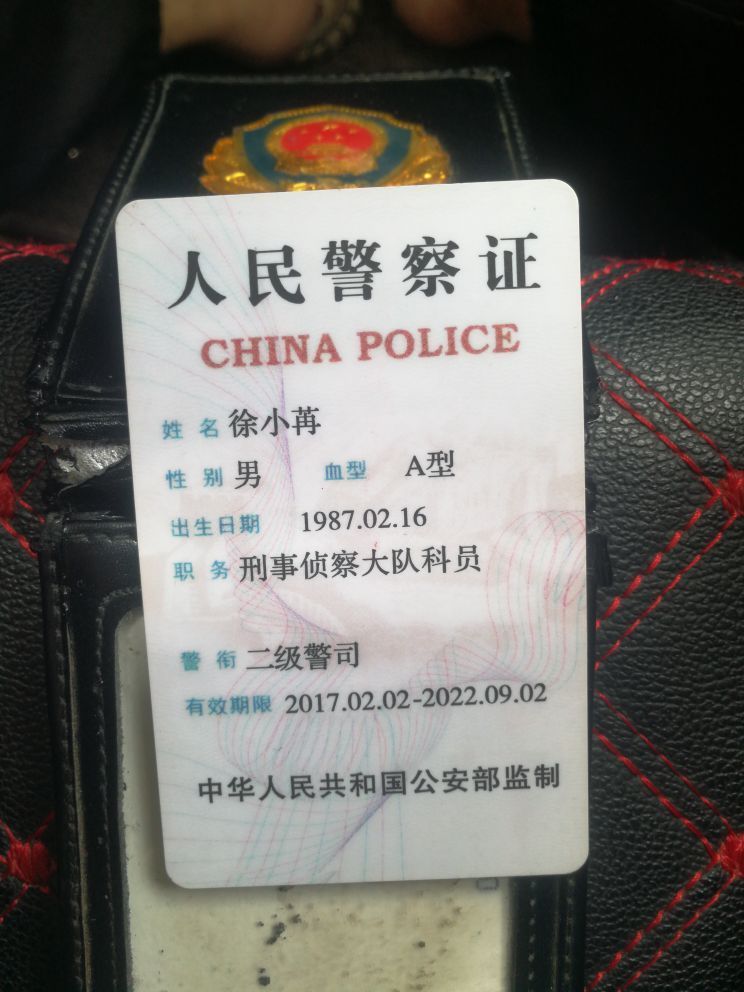 人民警察证
CHINA POLICE
姓 名 徐小苒
性 别 男 血型 A型
出生日期 1987.02.16
职 务 刑事侦察大队科员
警 衔 二级警司
有效期限 2017.02.02-2022.09.02
中华人民共和国公安部监制